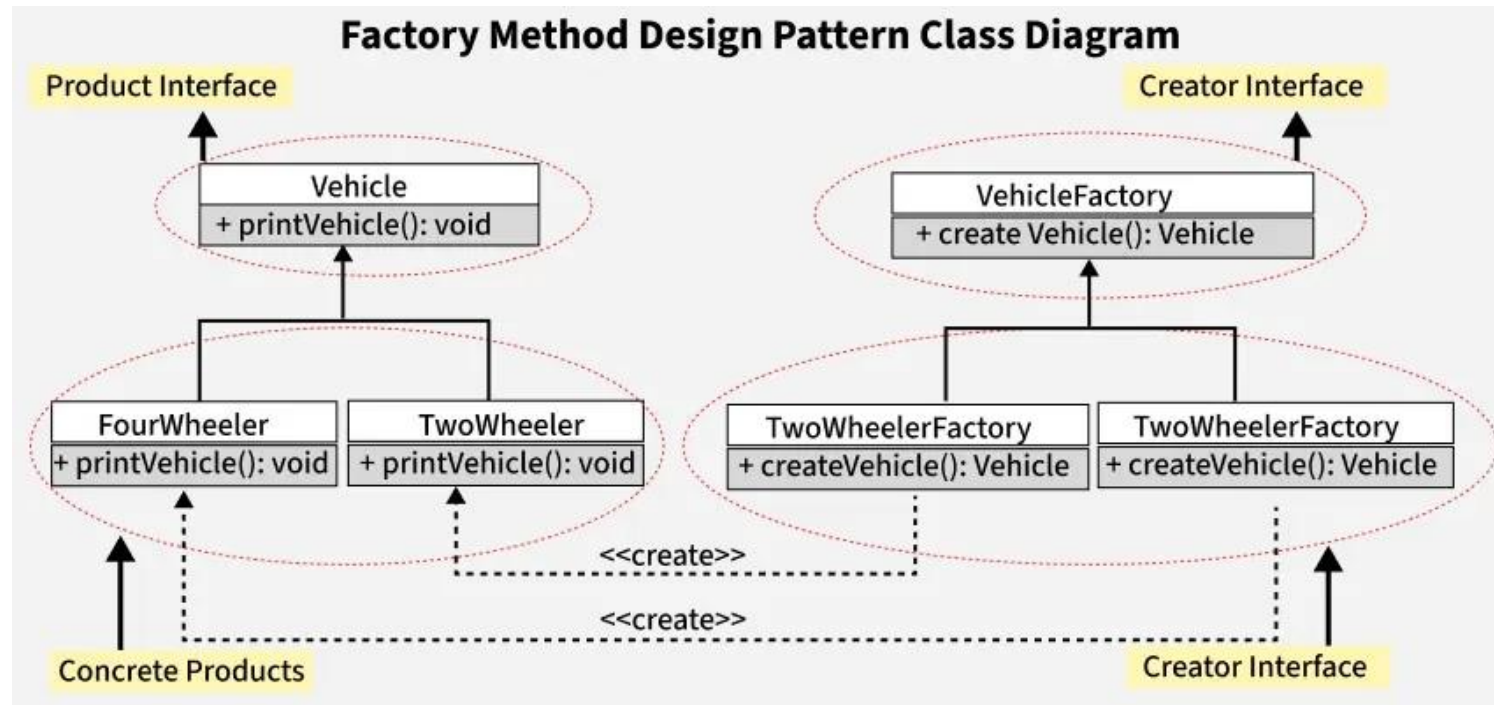 Factory Method Design Pattern Class Diagram
Product Interface
Creator Interface
Vehicle
+ printVehicle(): void
VehicleFactory
+ create Vehicle(): Vehicle
FourWheeler
+ printVehicle(): void
TwoWheeler
+ printVehicle(): void
TwoWheelerFactory
+ createVehicle(): Vehicle
TwoWheelerFactory
+ createVehicle(): Vehicle
<<create>>
<<create>>
Concrete Products
Creator Interface